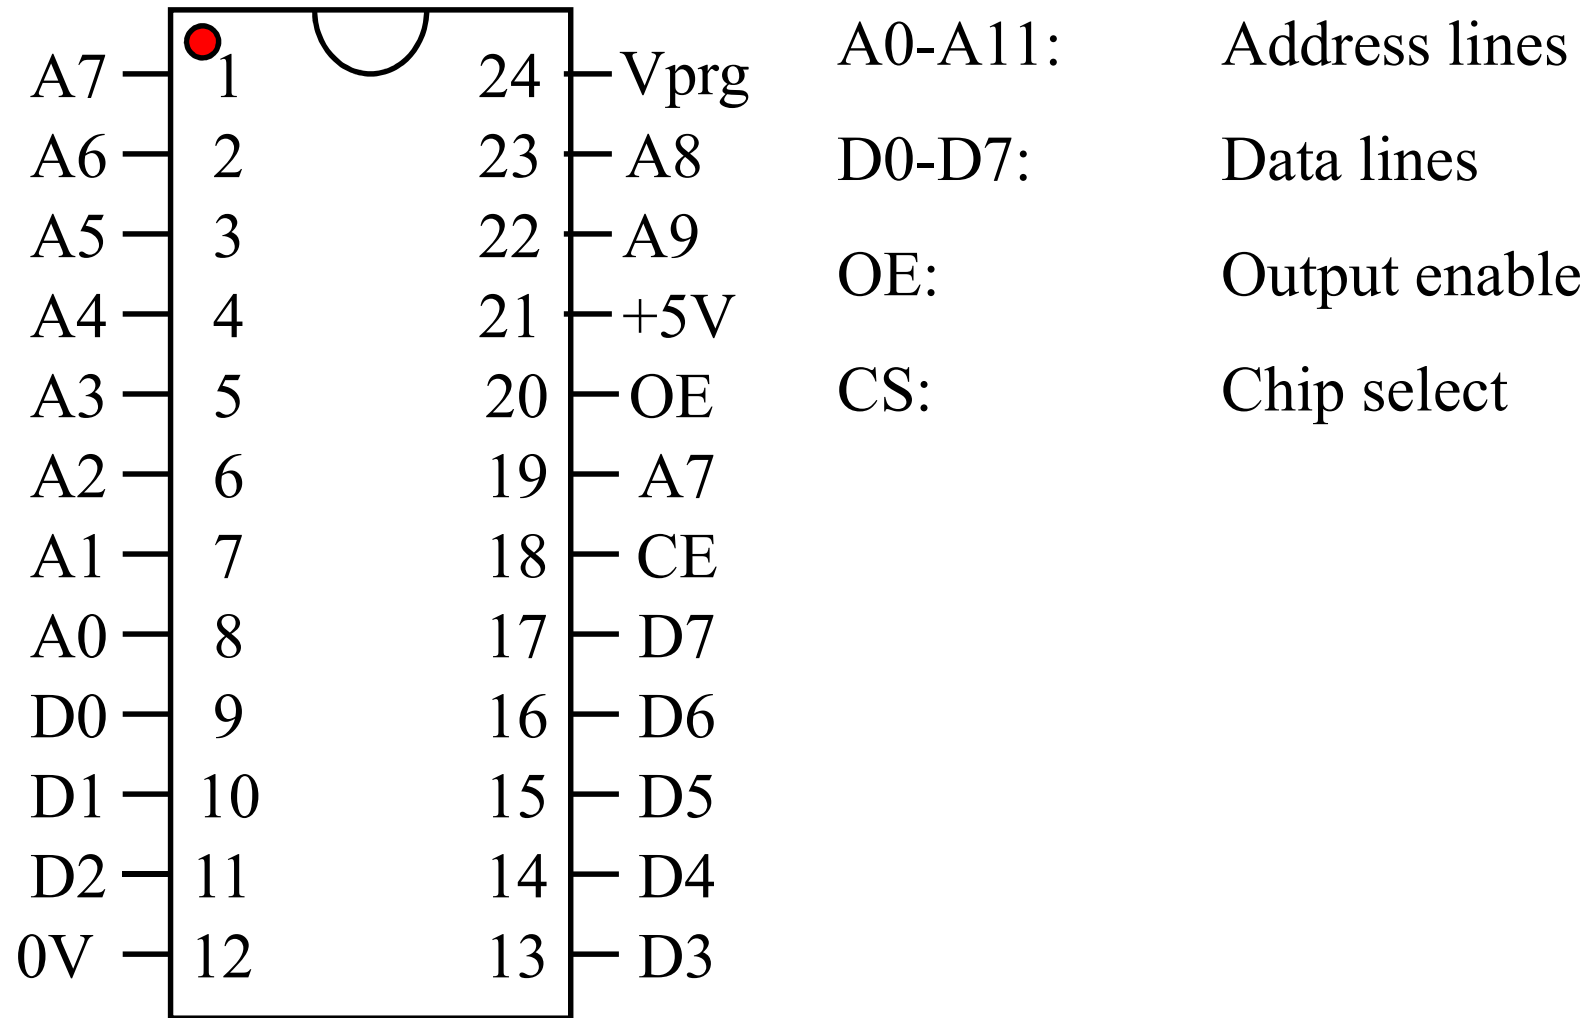 A7 1 24 Vprg
A6 2 23 A8
A5 3 22 A9
A4 4 21 +5V
A3 5 20 OE
A2 6 19 A7
A1 7 18 CE
A0 8 17 D7
D0 9 16 D6
D1 10 15 D5
D2 11 14 D4
0V 12 13 D3
A0-A11: Address lines
D0-D7: Data lines
OE: Output enable
CS: Chip select